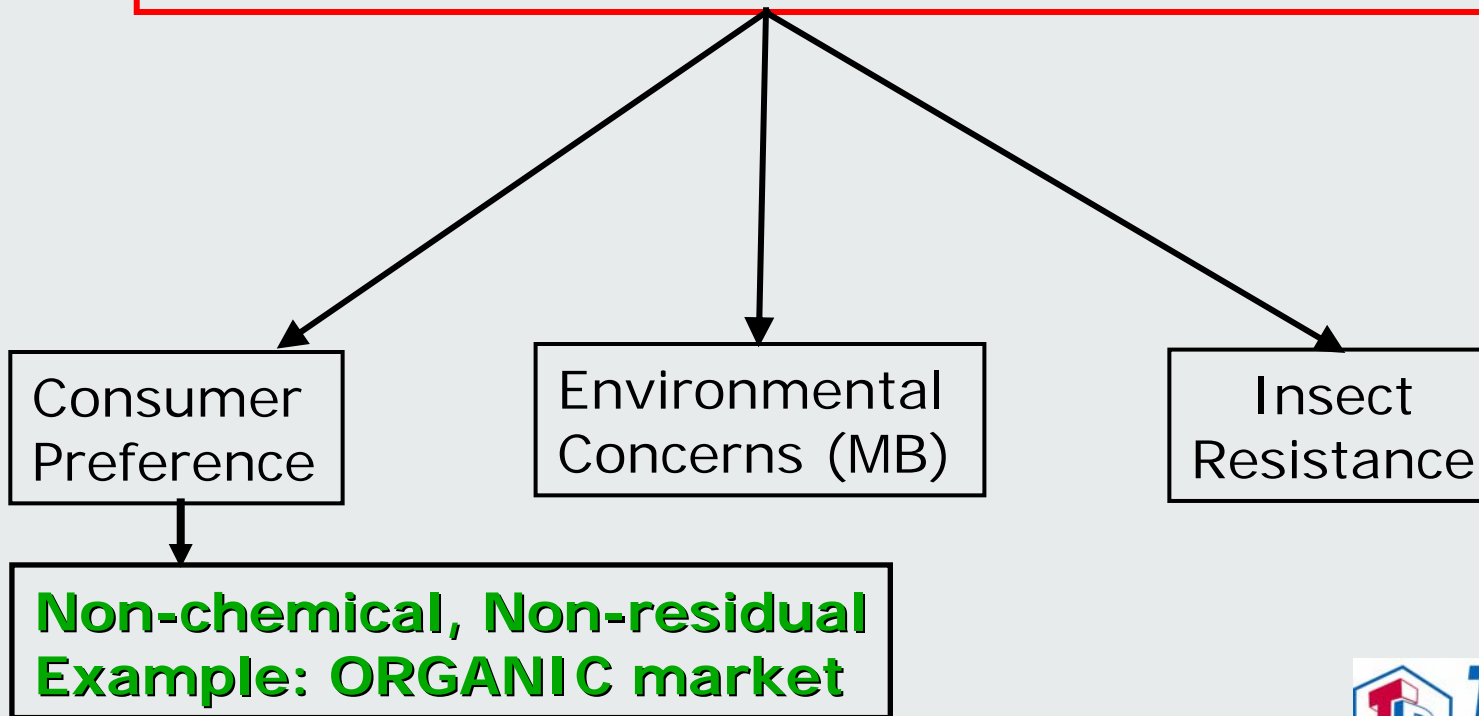 Consumer
Preference
Environmental
Concerns (MB)
Insect
Resistance
Non-chemical, Non-residual
Example: ORGANIC market